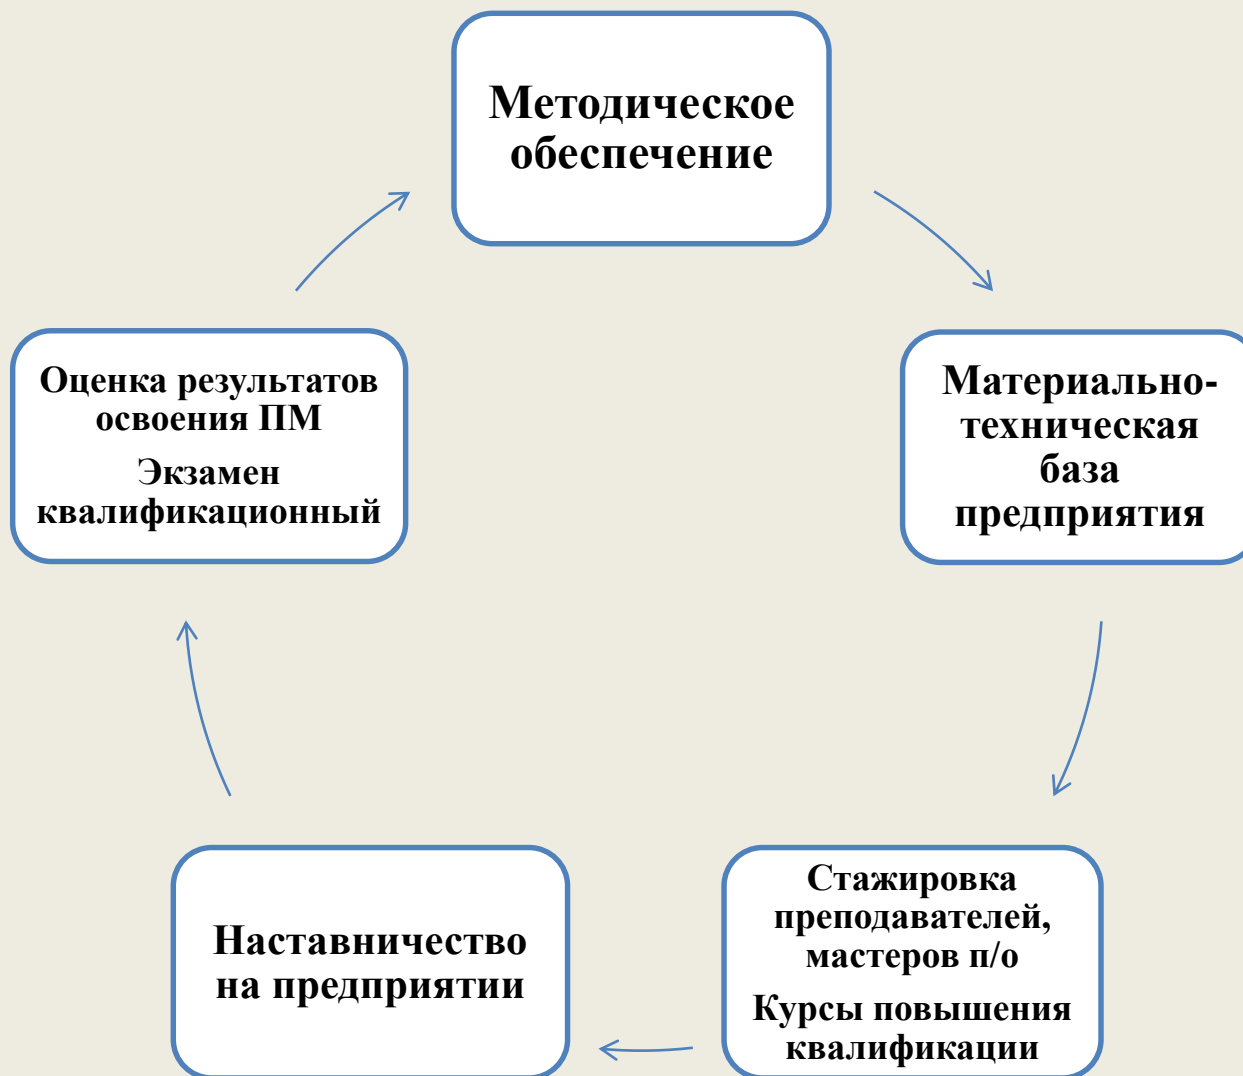 Методическое
обеспечение
Материально-
техническая
база
предприятия
Стажировка
преподавателей,
мастеров п/о
Курсы повышения
квалификации
Наставничество
на предприятии
Оценка результатов
освоения ПМ
Экзамен
квалификационный